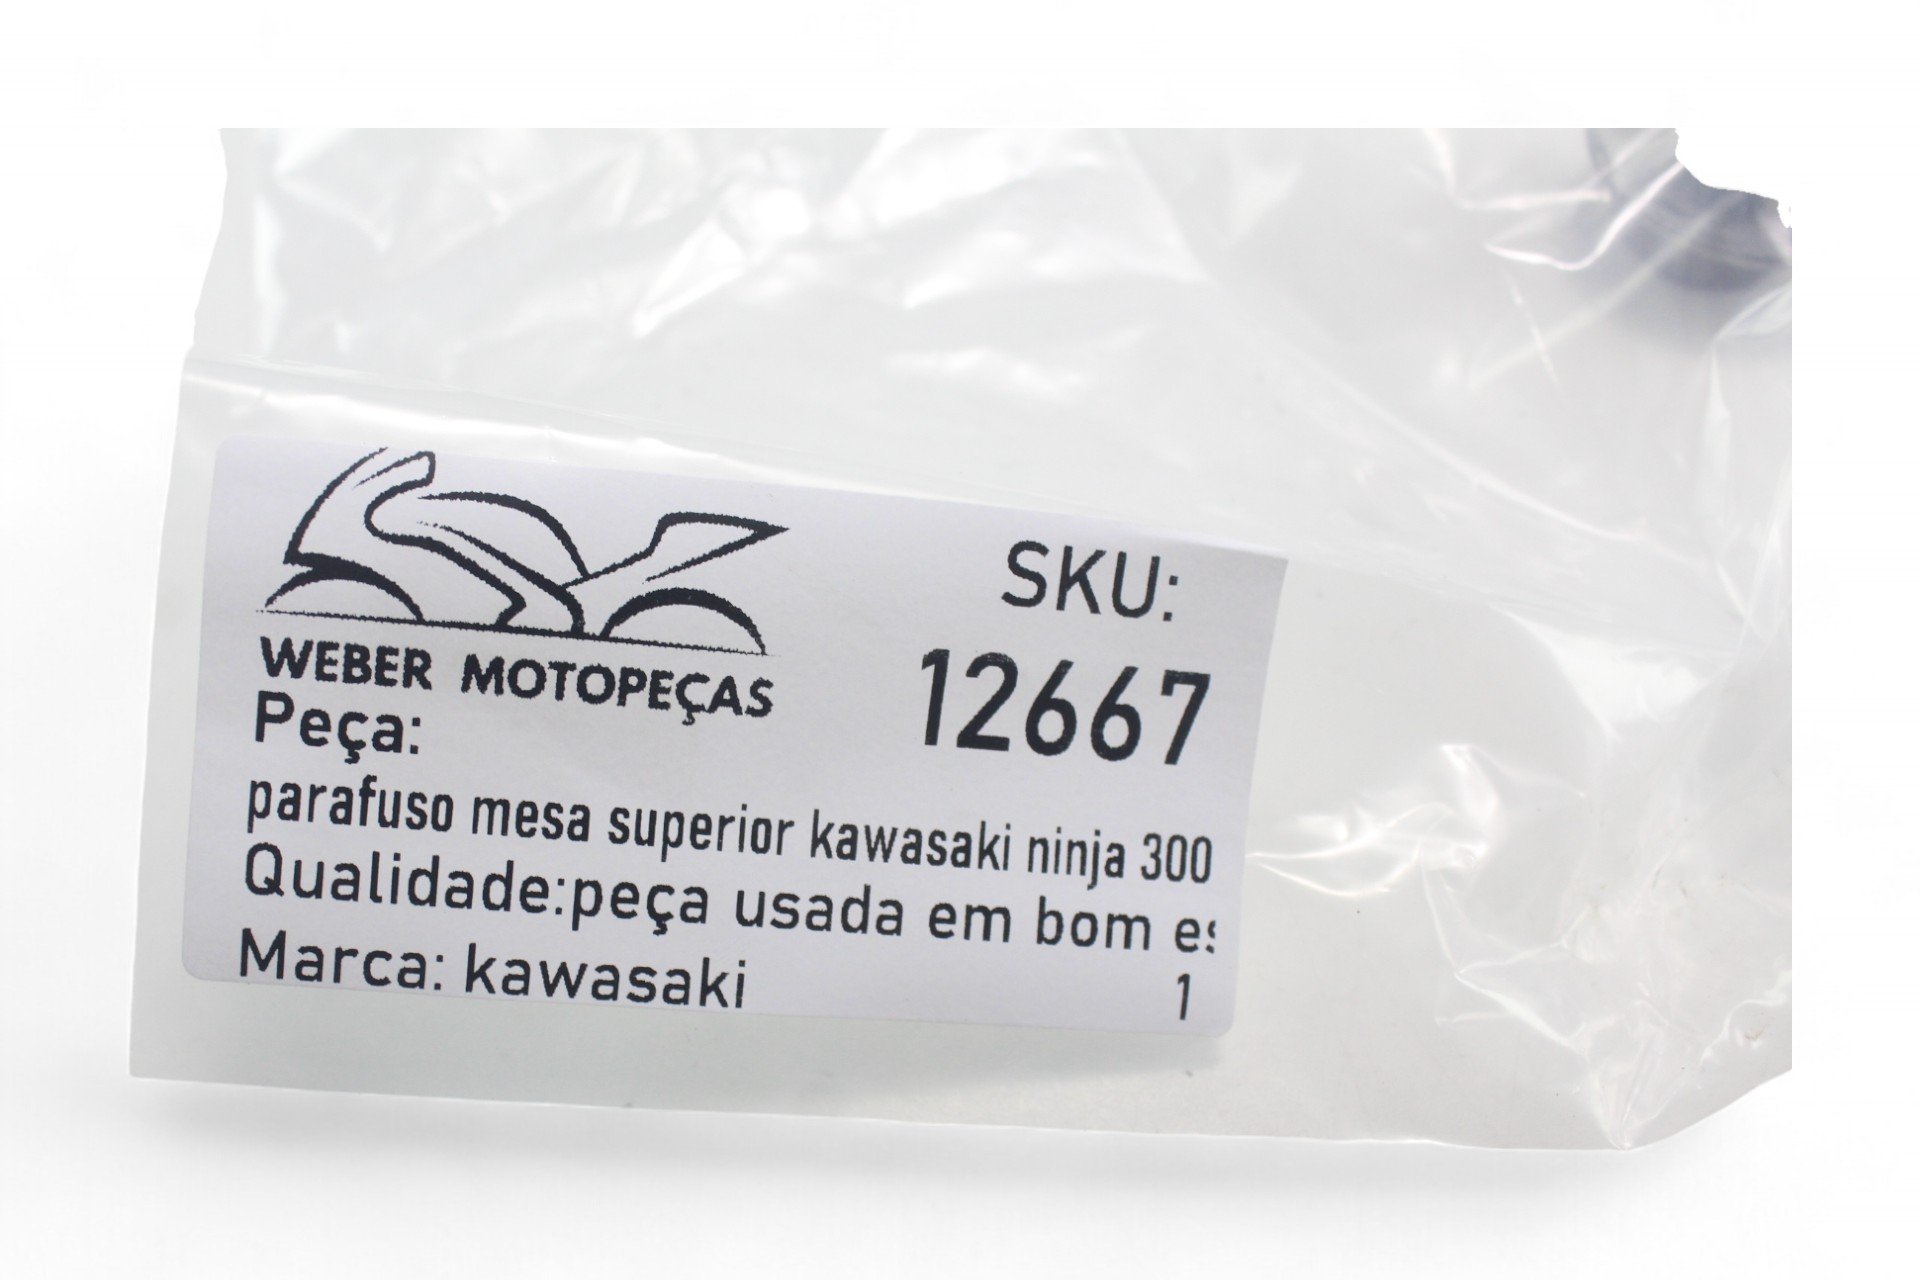 SKU:
12667
WEBER MOTOPEÇAS
Peça:
parafuso mesa superior kawasaki ninja 300
Qualidade:peça usada em bom
Marca: kawasaki
1